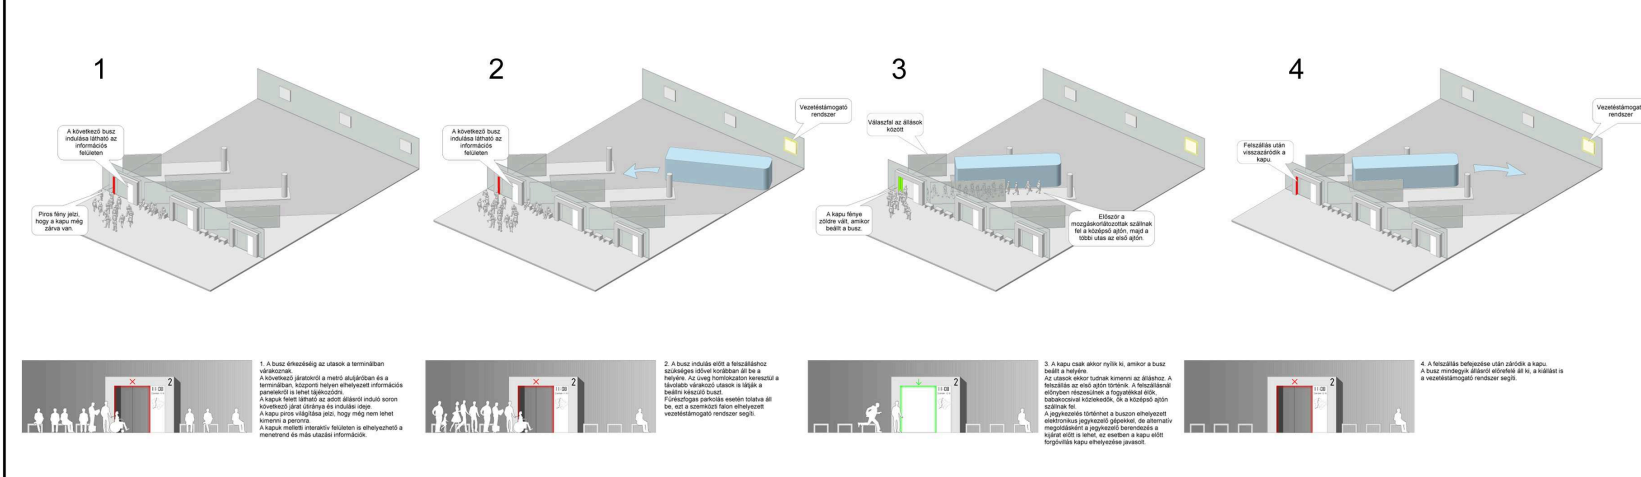 1
A következő busz
indulása látható az
információs
felületen
Piros fény jelzi,
hogy a kapu még
zárva van.
2
A következő busz
indulása látható az
információs
felületen
Vezetéstámogató
rendszer
3
Válaszfal az állások
között
A kapu fénye
zöldre vált, amikor
beállt a busz.
Először a
mozgáskorlátozottak szállnak
fel a középső ajtón, majd a
többi utas az első ajtón.
4
Felszállás után
visszazáródik a
kapu.
Vezetéstámogató
rendszer
2
1. A busz érkezéséig az utasok a terminálban
várakoznak.
A következő járatokról a metró aluljáróban és a
terminálban, központi helyen elhelyezett információs
panelekről is lehet tájékozódni.
A kapuk felett látható az adott állásról induló soron
következő járat útiránya és indulási ideje.
A kapu piros világítása jelzi, hogy még nem lehet
kimenni a peronra.
A kapuk melletti interaktív felületen is elhelyezhető a
menetrend és más utazási információk.
2
2. A busz indulás előtt a felszálláshoz
szükséges idővel korábban áll be a
helyére. Az üveg homlokzaton keresztül a
távolabb várakozó utasok is látják a
beállni készülő buszt.
Fűrészfogas parkolás esetén tolatva áll
be, ezt a szemközti falon elhelyezett
vezetéstámogató rendszer segíti.
2
3. A kapu csak akkor nyílik ki, amikor a busz
beállt a helyére.
Az utasok ekkor tudnak kimenni az álláshoz. A
felszállás az első ajtón történik. A felszállásnál
előnyben részesülnek a fogyatékkal élők,
babakocsival közlekedők, ők a középső ajtón
szállnak fel.
A jegykezelés történhet a buszon elhelyezett
elektronikus jegykezelő gépekkel, de alternatív
megoldásként a jegykezelő berendezés a
kijárat előtt is lehet, ez esetben a kapu előtt
forgóvillás kapu elhelyezése javasolt.
2
4. A felszállás befejezése után záródik a kapu.
A busz mindegyik állásról előrefelé áll ki, a kiállást is
a vezetéstámogató rendszer segíti.